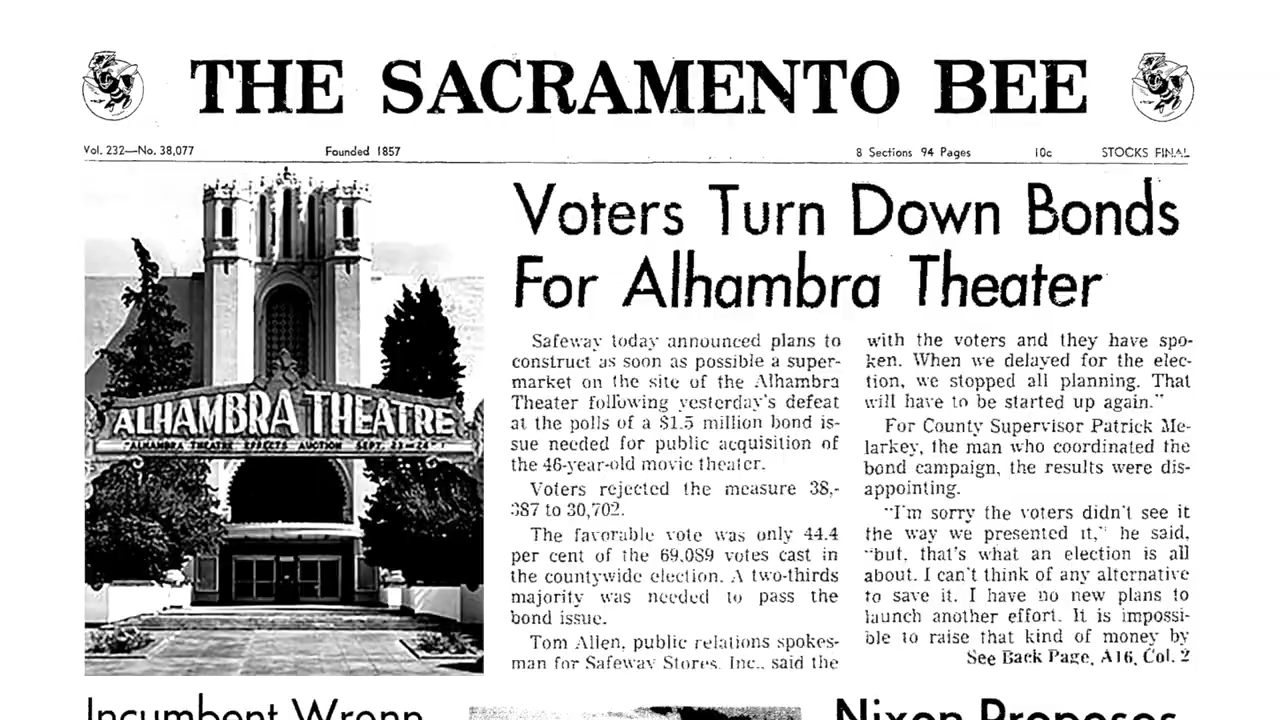 THE SACRAMENTO BEE
Vol. 232—No. 38,077 Founded 1857 8 Sections 94 Pages 10c STOCKS FINAL
ALHAMBRA THEATRE
"ALHAMBRA THEATRE EFFECTS AUCTION SEPT. 23—24"
Voters Turn Down Bonds
For Alhambra Theater
Safeway today announced plans to
construct as soon as possible a super-
market on the site of the Alhambra
Theater following yesterday's defeat
at the polls of a $1.5 million bond is-
sue needed for public acquisition of
the 46-year-old movie theater.
Voters rejected the measure 38,-
387 to 30,702.
The favorable vote was only 44.4
per cent of the 69,089 votes cast in
the countywide election. A two-thirds
majority was needed to pass the
bond issue.
Tom Allen, public relations spokes-
man for Safeway Stores, Inc., said the
with the voters and they have spo-
ken. When we delayed for the elec-
tion, we stopped all planning. That
will have to be started up again."
For County Supervisor Patrick Me-
larkey, the man who coordinated the
bond campaign, the results were dis-
appointing.
"I'm sorry the voters didn't see it
the way we presented it," he said,
"but, that's what an election is all
about. I can't think of any alternative
to save it. I have no new plans to
launch another effort. It is impossi-
ble to raise that kind of money by
See Back Page, A16, Col. 2
Incumbent Wrong
Nixon Proposes